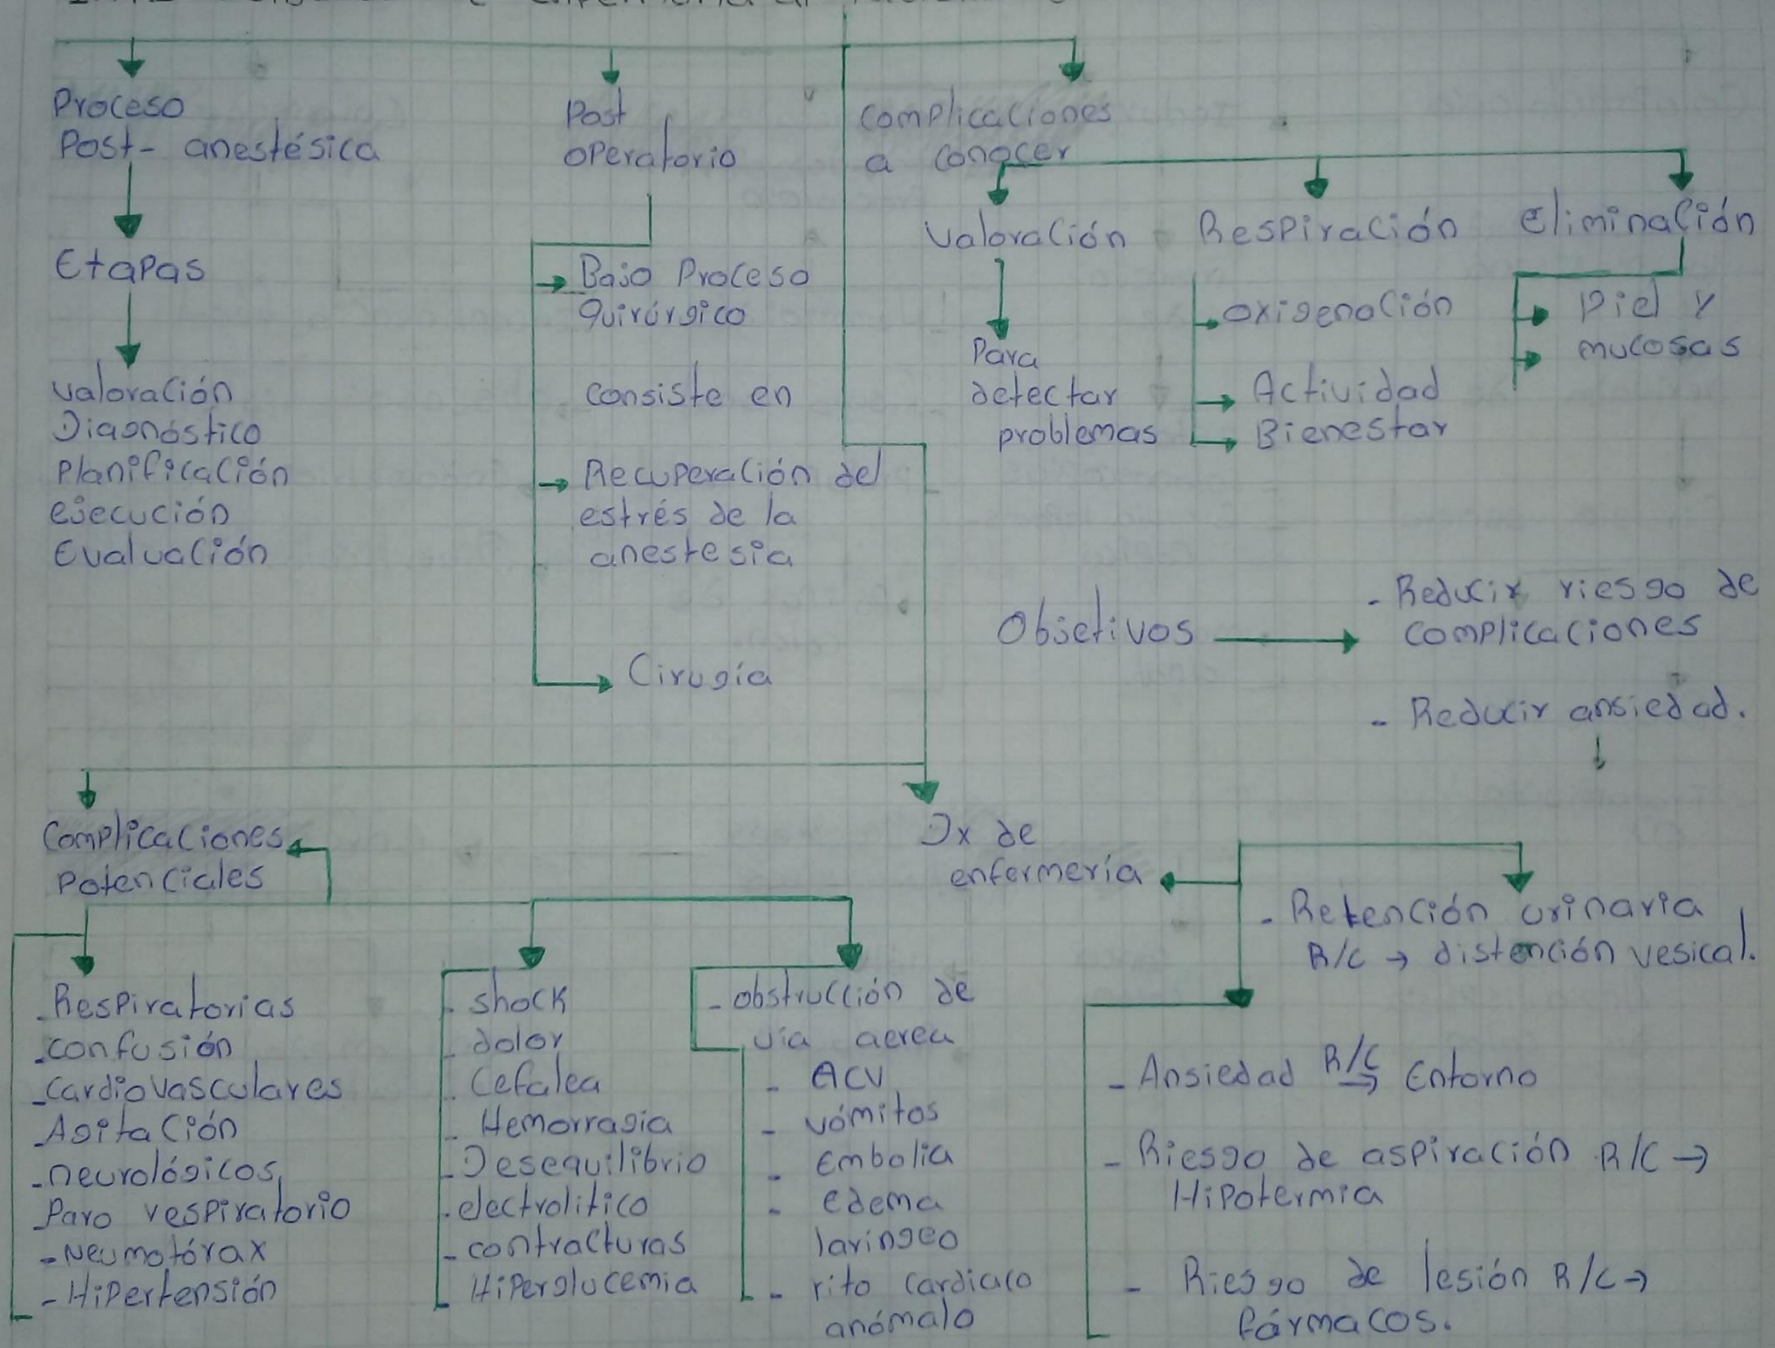 Proceso
Post- anestésica
Etapas
valoración
Diagnóstico
Planificación
ejecución
Evaluación
Post
operatorio
Bajo Proceso
Quirúrgico
consiste en
Recuperación del
estrés de la
anestesia
Cirugía
complicaciones
a conocer
Valoración
Para
detectar
problemas
Respiración
oxigenación
Actividad
Bienestar
Eliminación
Piel y
mucosas
Objetivos
- Reducir riesgo de
complicaciones
- Reducir ansiedad.
Complicaciones
Potenciales
- Respiratorias
- confusión
- cardiovasculares
- Agitación
- neurológicos
- Paro respiratorio
- Neumotórax
- Hipertensión
- shock
- dolor
- Cefalea
- Hemorragia
- Desequilibrio
- electrolitico
- contracturas
- Hiperglucemia
- obstrucción de
vía aerea
- ACV
- vómitos
- Embolia
- edema
laringeo
- rito cardiaco
anómalo
Dx de
enfermería
- Retención urinaria
R/C → distención vesical.
- Ansiedad R/C → Entorno
- Riesgo de aspiración R/C →
Hipotermia
- Riesgo de lesión R/C →
fármacos.